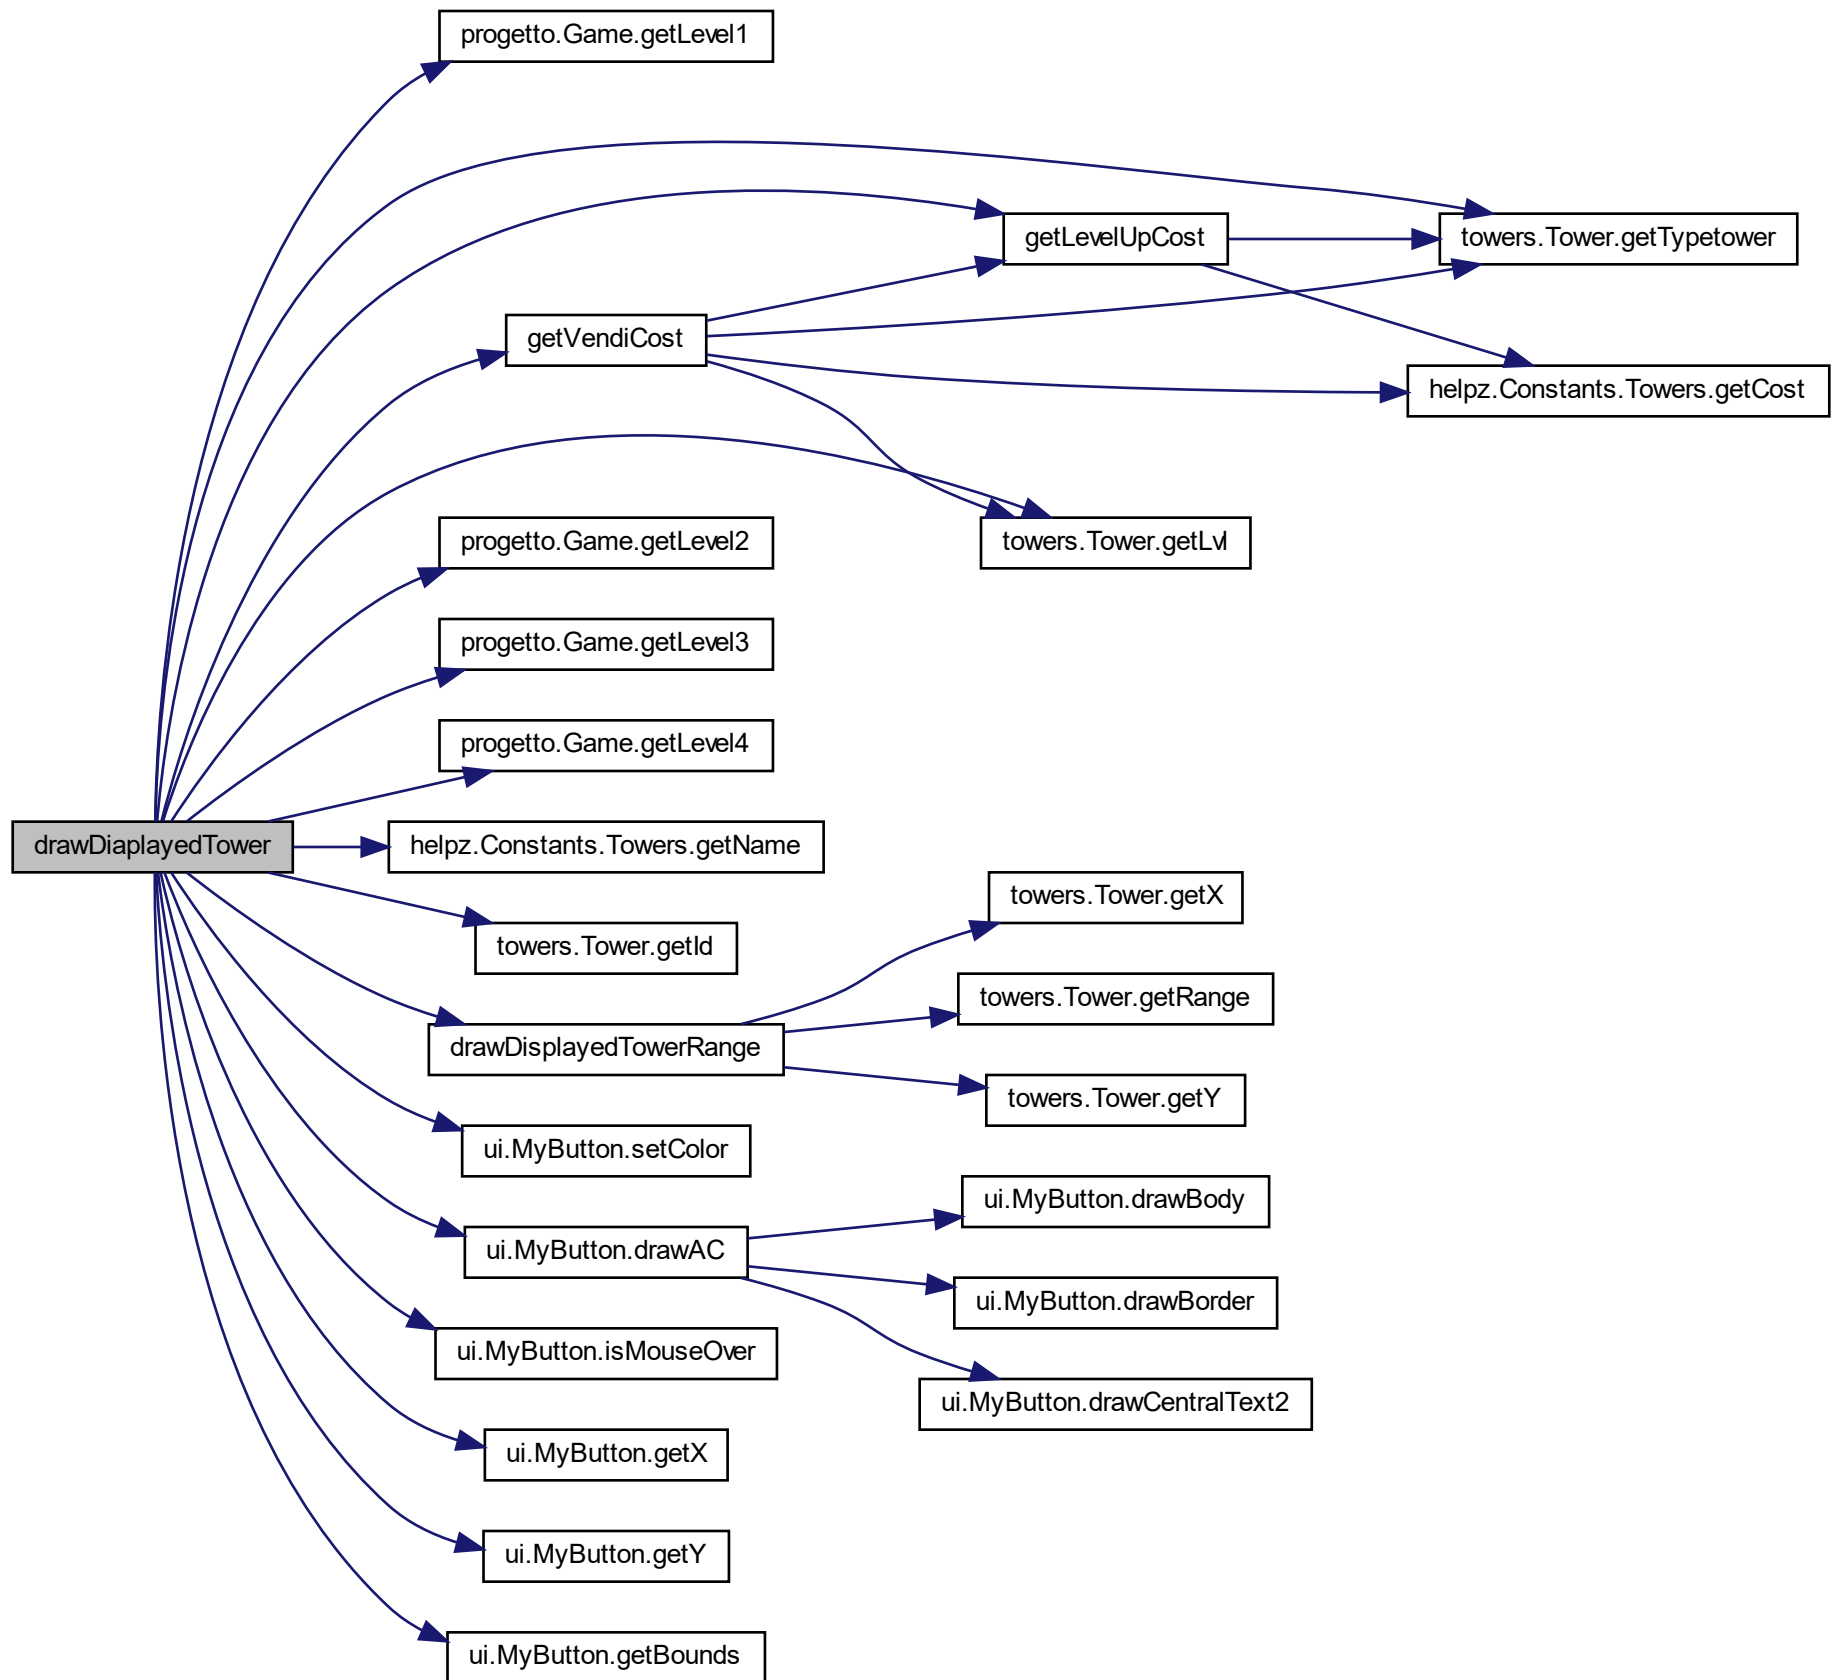 progetto.Game.getLevel1
getLevelUpCost
towers.Tower.getTypetower
getVendiCost
helpz.Constants.Towers.getCost
progetto.Game.getLevel2
towers.Tower.getLvl
progetto.Game.getLevel3
progetto.Game.getLevel4
drawDiaplayedTower
helpz.Constants.Towers.getName
towers.Tower.getX
towers.Tower.getId
towers.Tower.getRange
drawDisplayedTowerRange
towers.Tower.getY
ui.MyButton.setColor
ui.MyButton.drawBody
ui.MyButton.drawAC
ui.MyButton.drawBorder
ui.MyButton.isMouseOver
ui.MyButton.drawCentralText2
ui.MyButton.getX
ui.MyButton.getY
ui.MyButton.getBounds